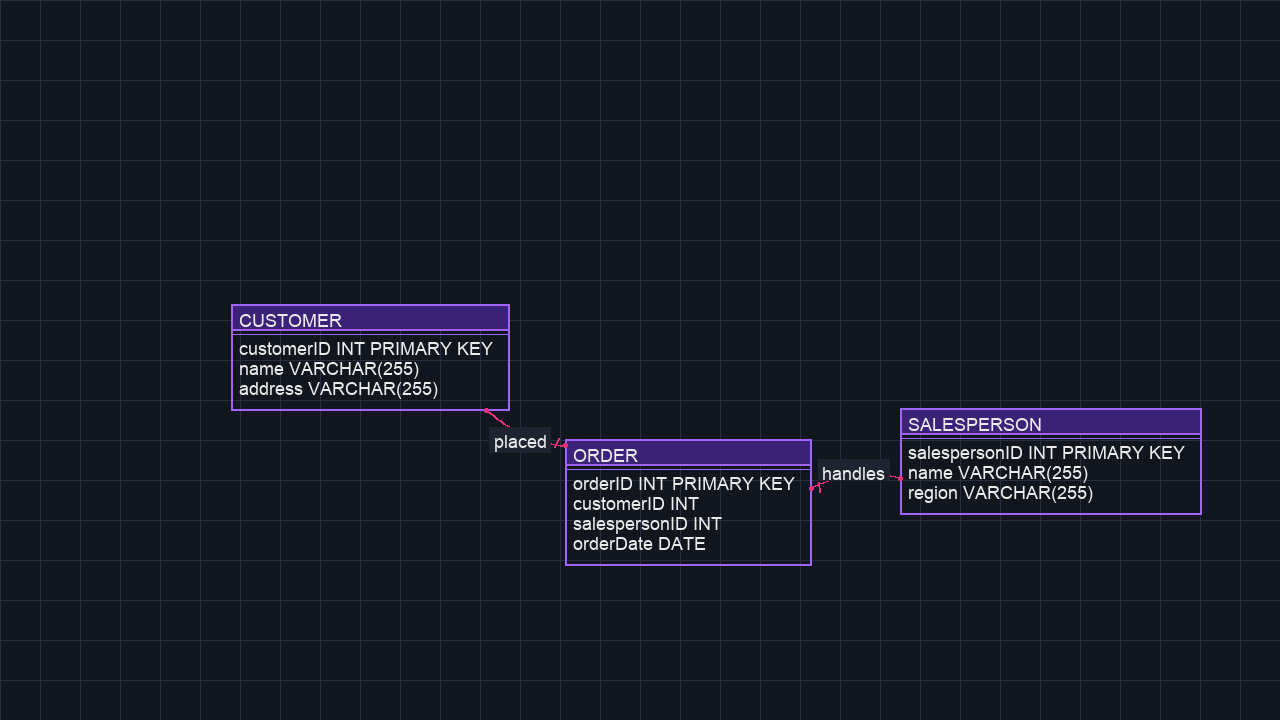 CUSTOMER
customerID INT PRIMARY KEY
name VARCHAR(255)
address VARCHAR(255)
placed
ORDER
orderID INT PRIMARY KEY
customerID INT
salespersonID INT
orderDate DATE
handles
SALESPERSON
salespersonID INT PRIMARY KEY
name VARCHAR(255)
region VARCHAR(255)